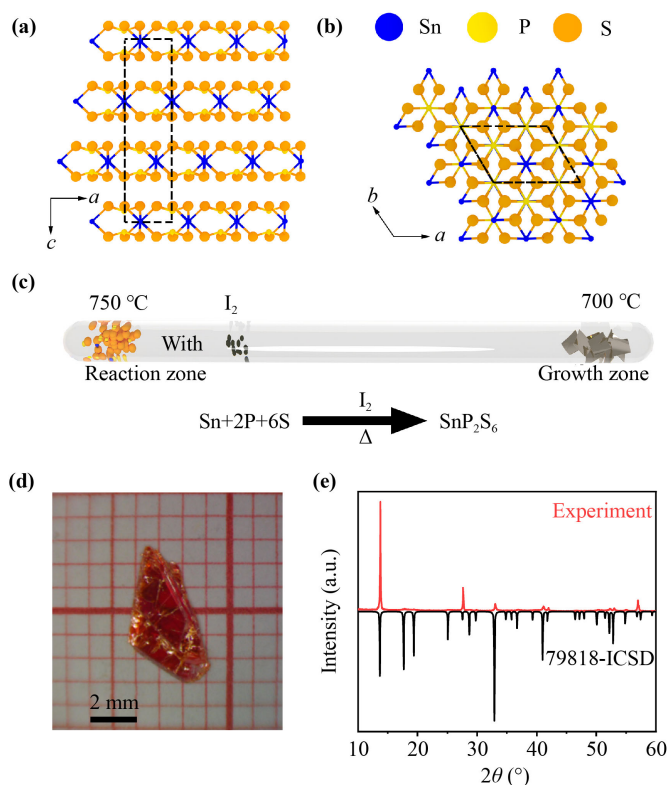 (a)
a
c
(b)
Sn P S
b
a
(c)
750 °C I₂ 700 °C
With
Reaction zone Growth zone
Sn+2P+6S I₂ Δ SnP₂S₆
(d)
2 mm
(e)
Experiment
79818-ICSD
Intensity (a.u.)
10 20 30 40 50 60
2θ (°)